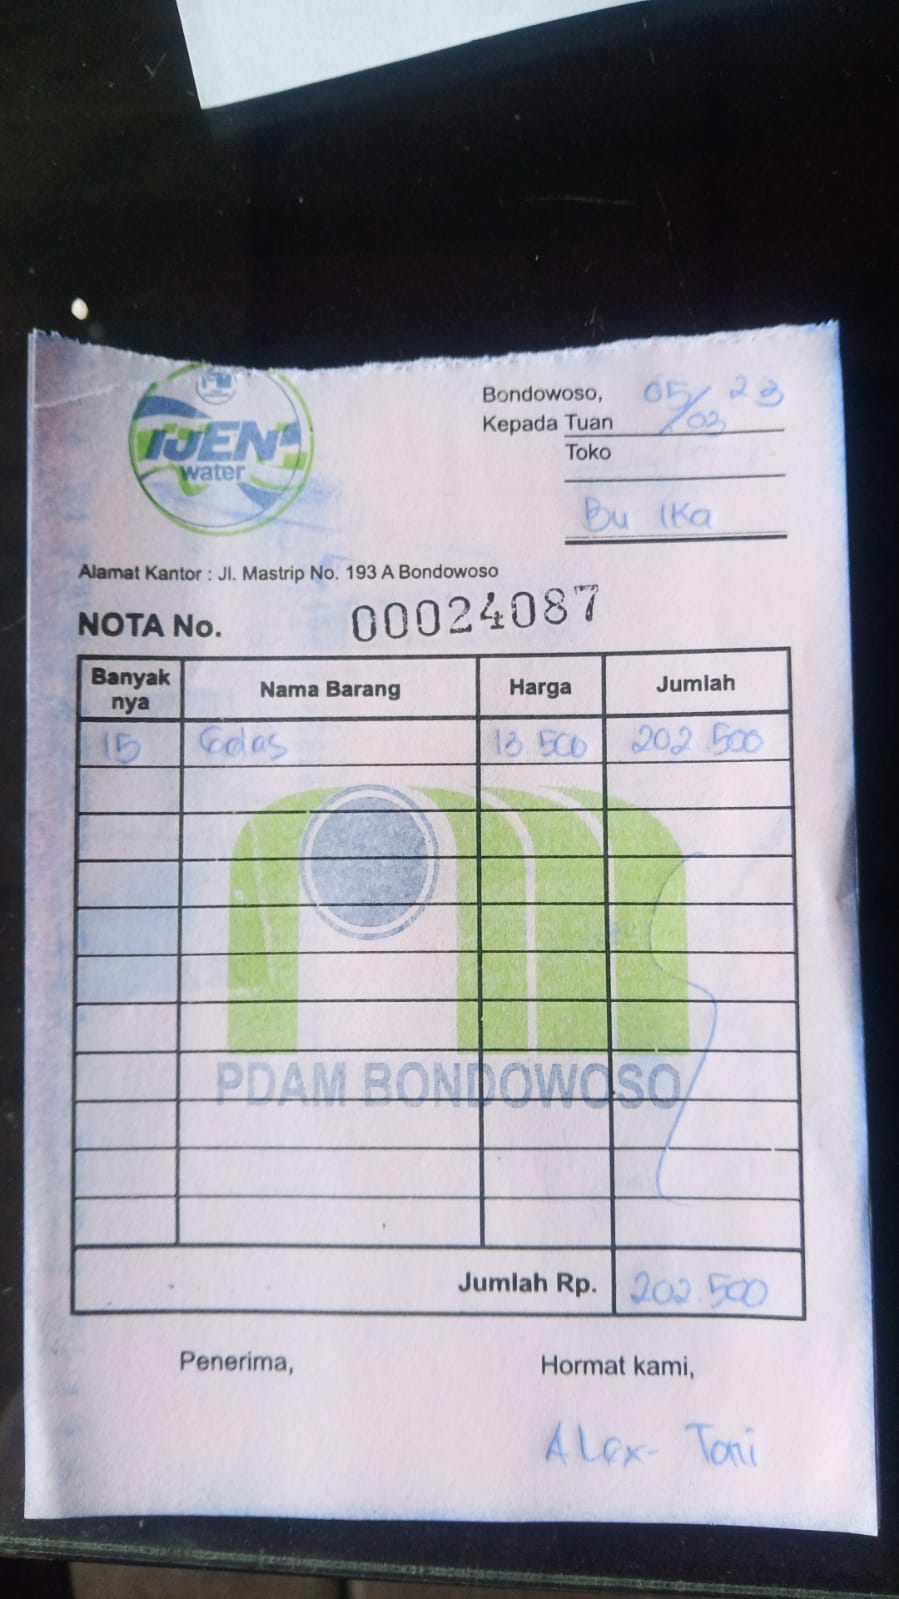 IJEN
water
Bondowoso, 05/03 23
Kepada Tuan
Toko
Bu Ika
Alamat Kantor : Jl. Mastrip No. 193 A Bondowoso
NOTA No. 00024087
Banyak nya Nama Barang Harga Jumlah
15 Gelas 13 500 202.500
PDAM BONDOWOSO
Jumlah Rp. 202.500
Penerima, Hormat kami,
Alex- Toni